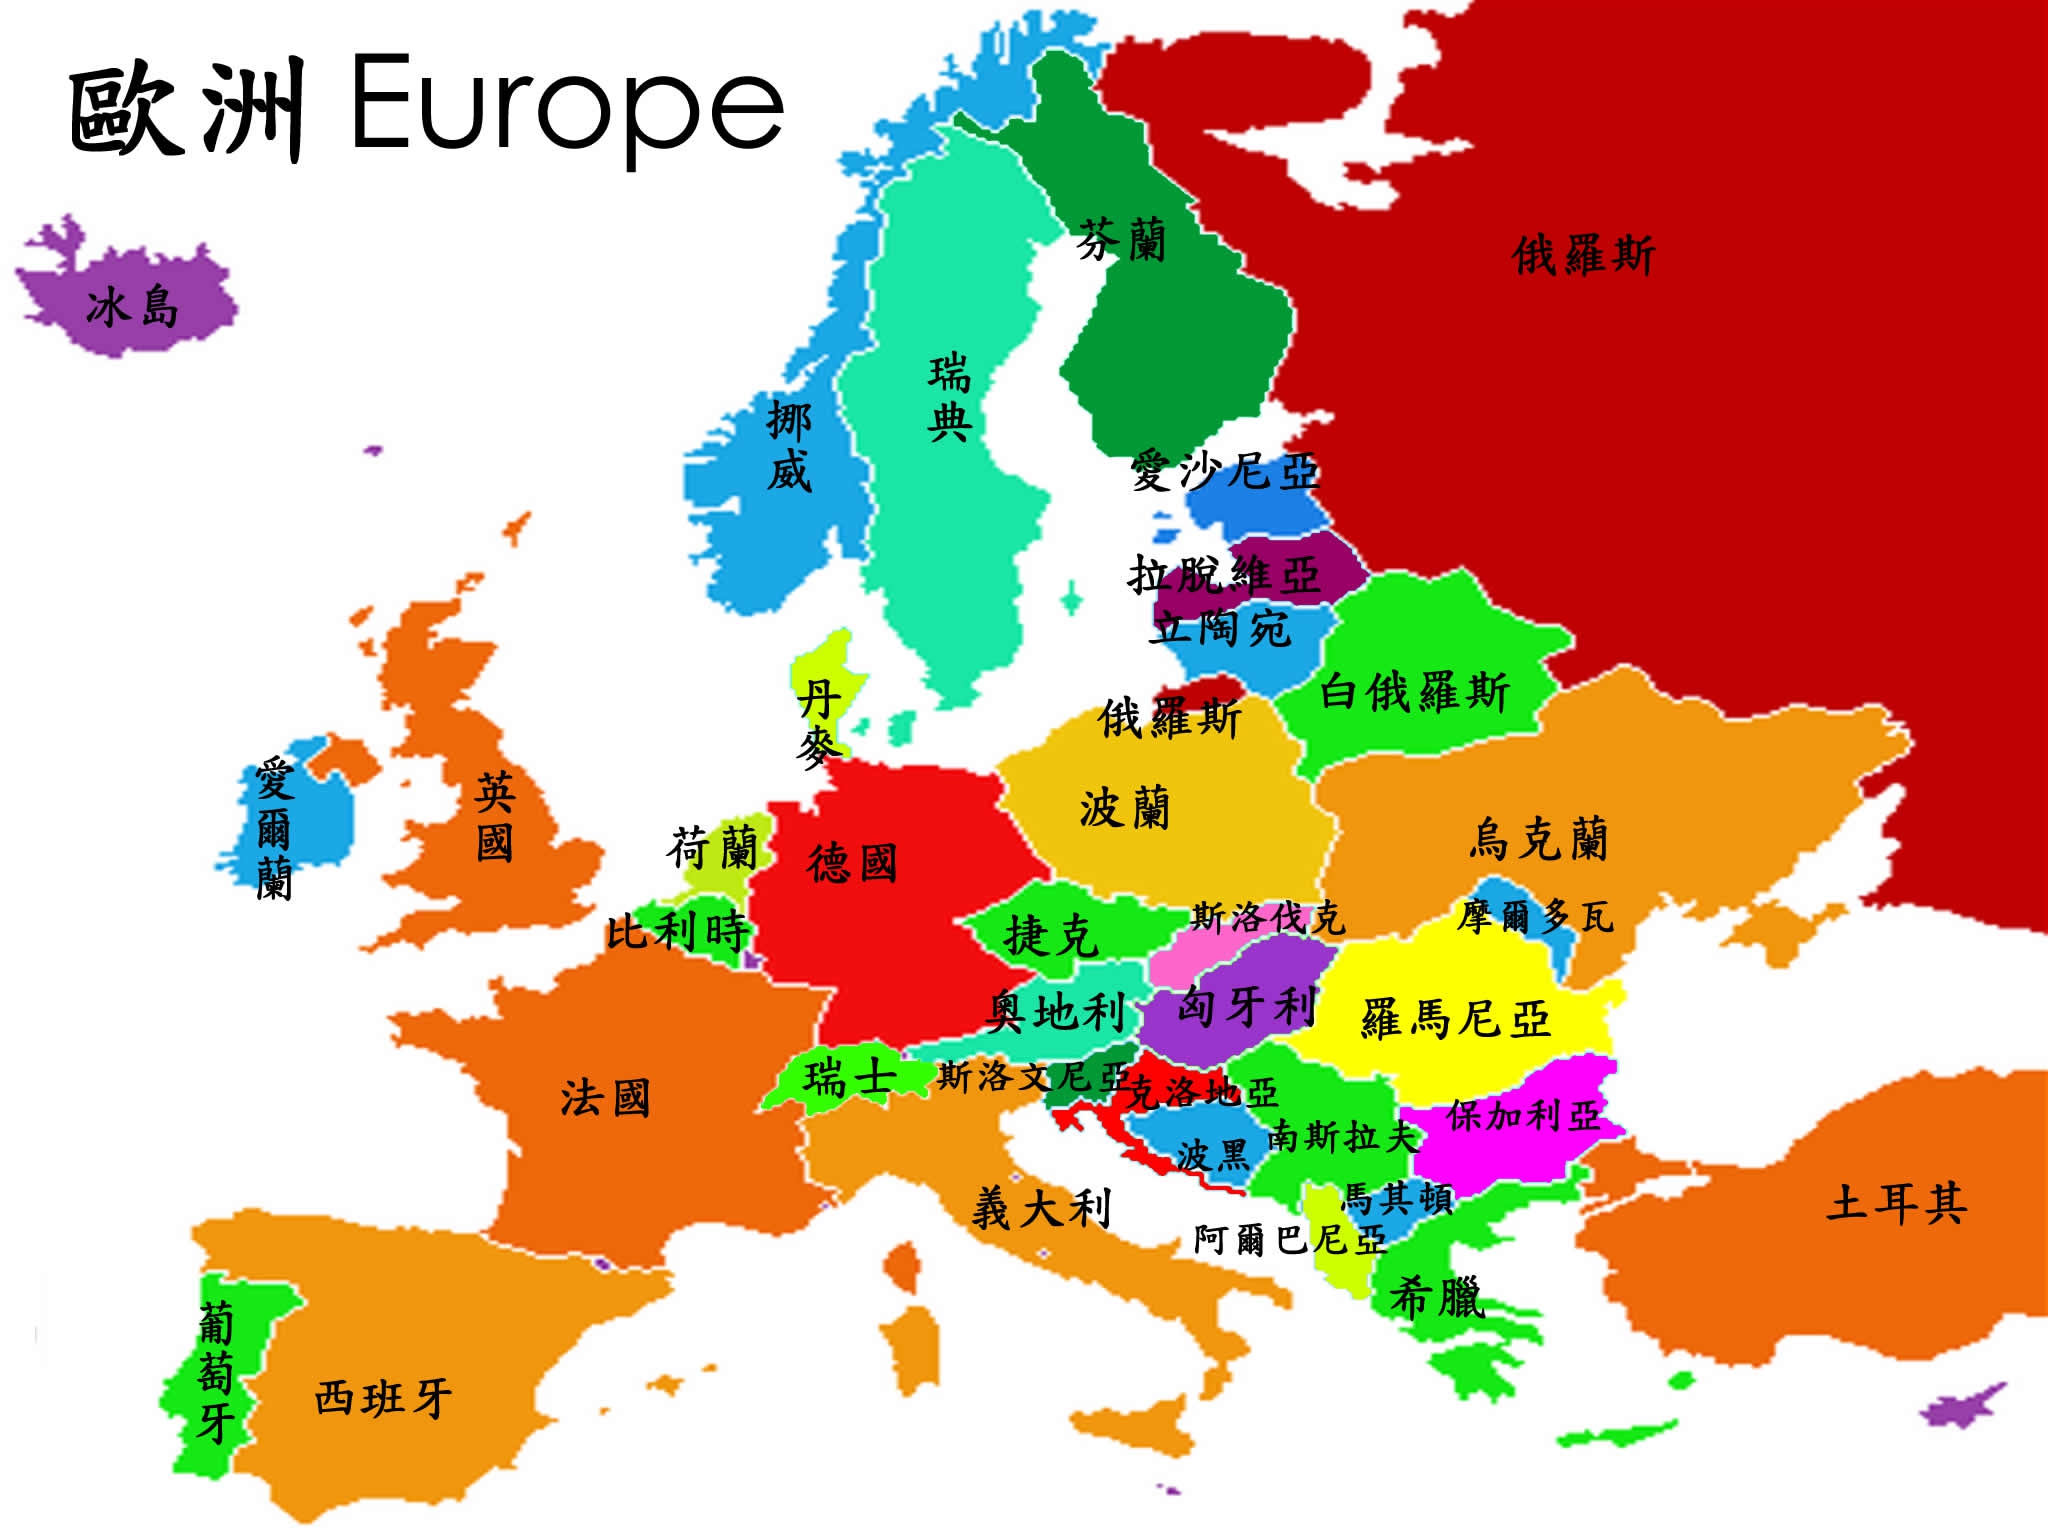 歐洲 Europe
冰島
芬蘭
俄羅斯
瑞典
挪威
愛沙尼亞
拉脫維亞
立陶宛
白俄羅斯
俄羅斯
丹麥
愛爾蘭
英國
荷蘭
德國
波蘭
烏克蘭
比利時
捷克
斯洛伐克
摩爾多瓦
奧地利
匈牙利
羅馬尼亞
法國
瑞士
斯洛文尼亞
克洛地亞
南斯拉夫
保加利亞
波黑
義大利
馬其頓
土耳其
阿爾巴尼亞
希臘
葡萄牙
西班牙